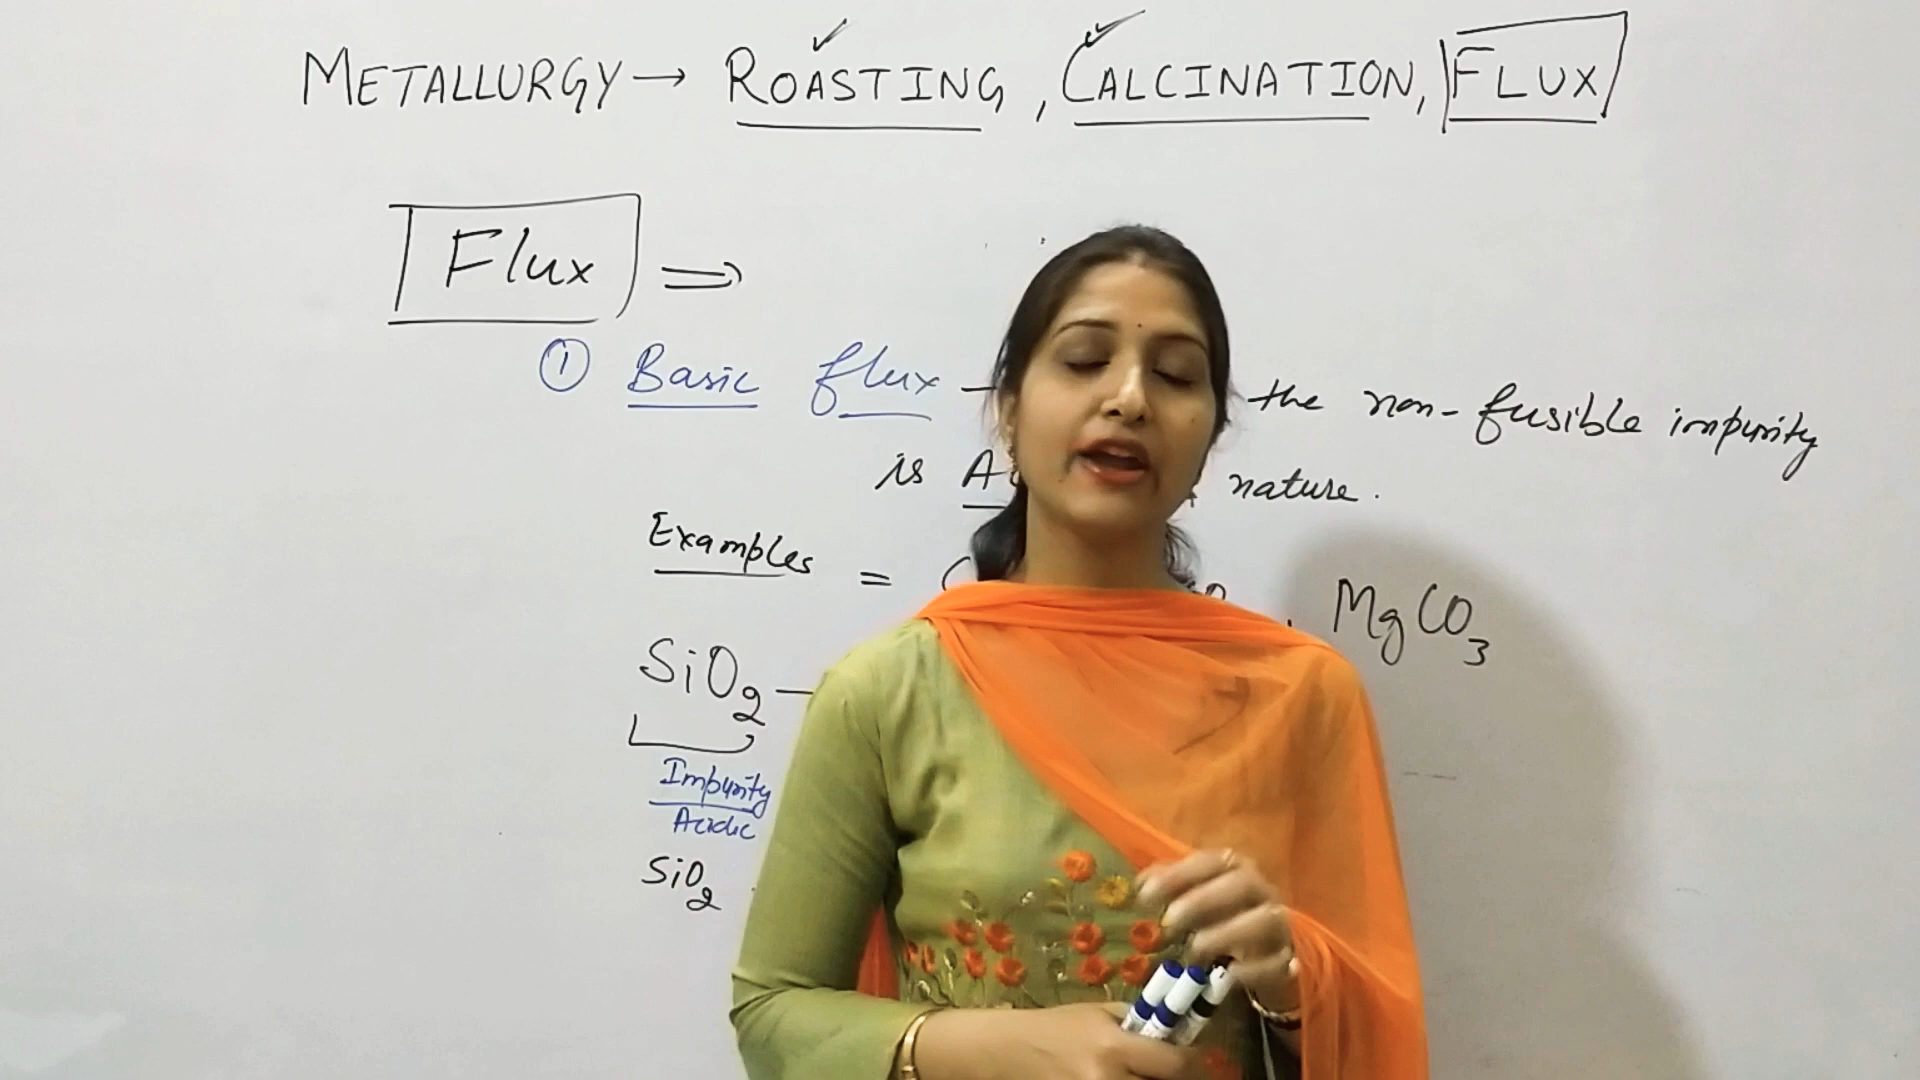 METALLURGY → ROASTING, CALCINATION, FLUX
Flux ⇒
① Basic flux – the non-fusible impurity
is nature.
Examples =
MgCO3
SiO2 –
Impurity
Acidic
SiO2